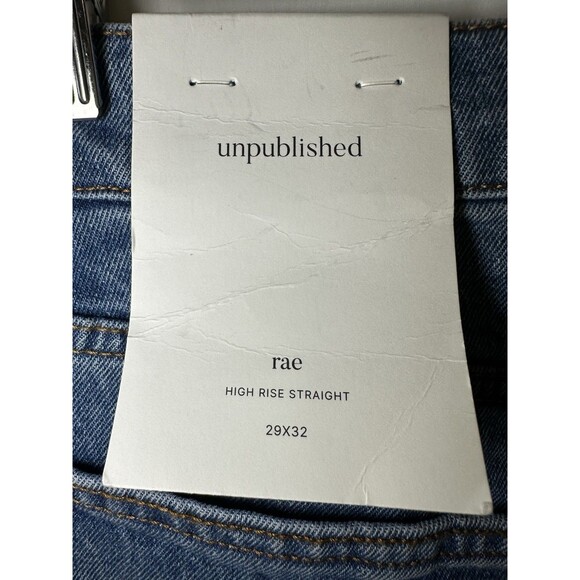 unpublished
rae
HIGH RISE STRAIGHT
29X32